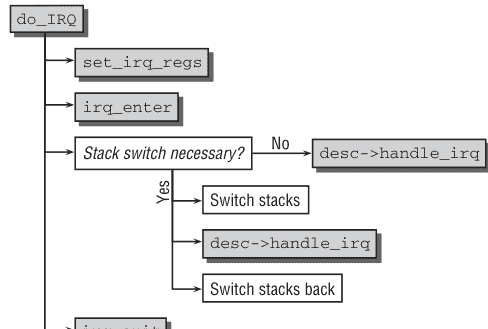 do_IRQ
set_irq_regs
irq_enter
Stack switch necessary?
No
desc->handle_irq
Yes
Switch stacks
desc->handle_irq
Switch stacks back